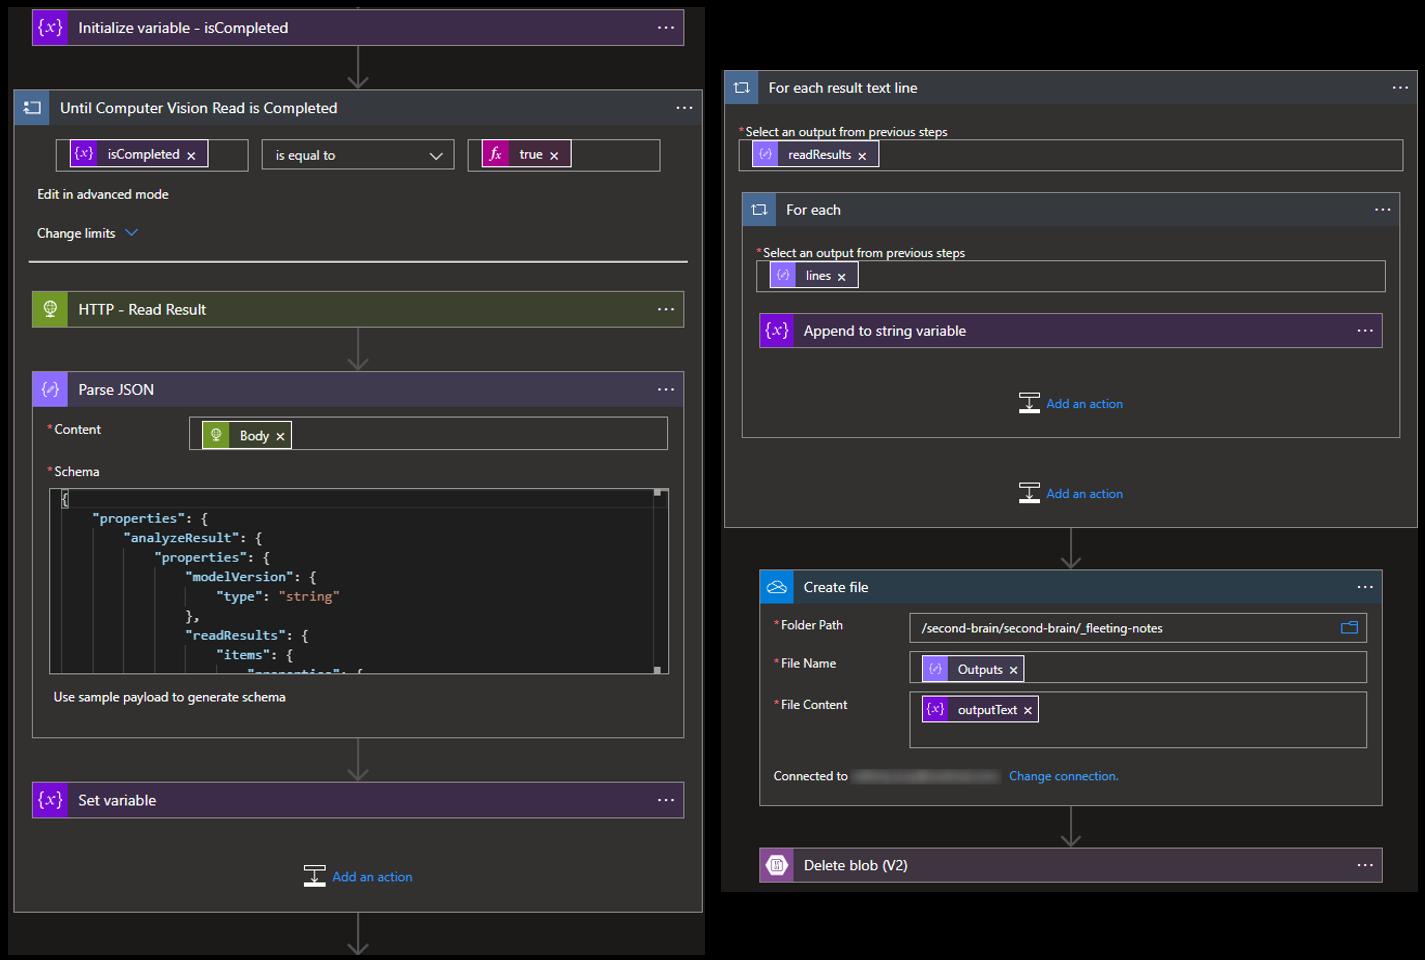 {x} Initialize variable - isCompleted ...
Until Computer Vision Read is Completed ...
{x} isCompleted × is equal to fx true ×
Edit in advanced mode
Change limits
HTTP - Read Result ...
Parse JSON ...
* Content Body ×
* Schema
{
"properties": {
"analyzeResult": {
"properties": {
"modelVersion": {
"type": "string"
},
"readResults": {
"items": {
"properties": {
Use sample payload to generate schema
{x} Set variable ...
Add an action
For each result text line ...
* Select an output from previous steps
readResults ×
For each ...
* Select an output from previous steps
lines ×
{x} Append to string variable ...
Add an action
Add an action
Create file ...
* Folder Path /second-brain/second-brain/_fleeting-notes
* File Name Outputs ×
* File Content {x} outputText ×
Connected to Change connection.
Delete blob (V2) ...